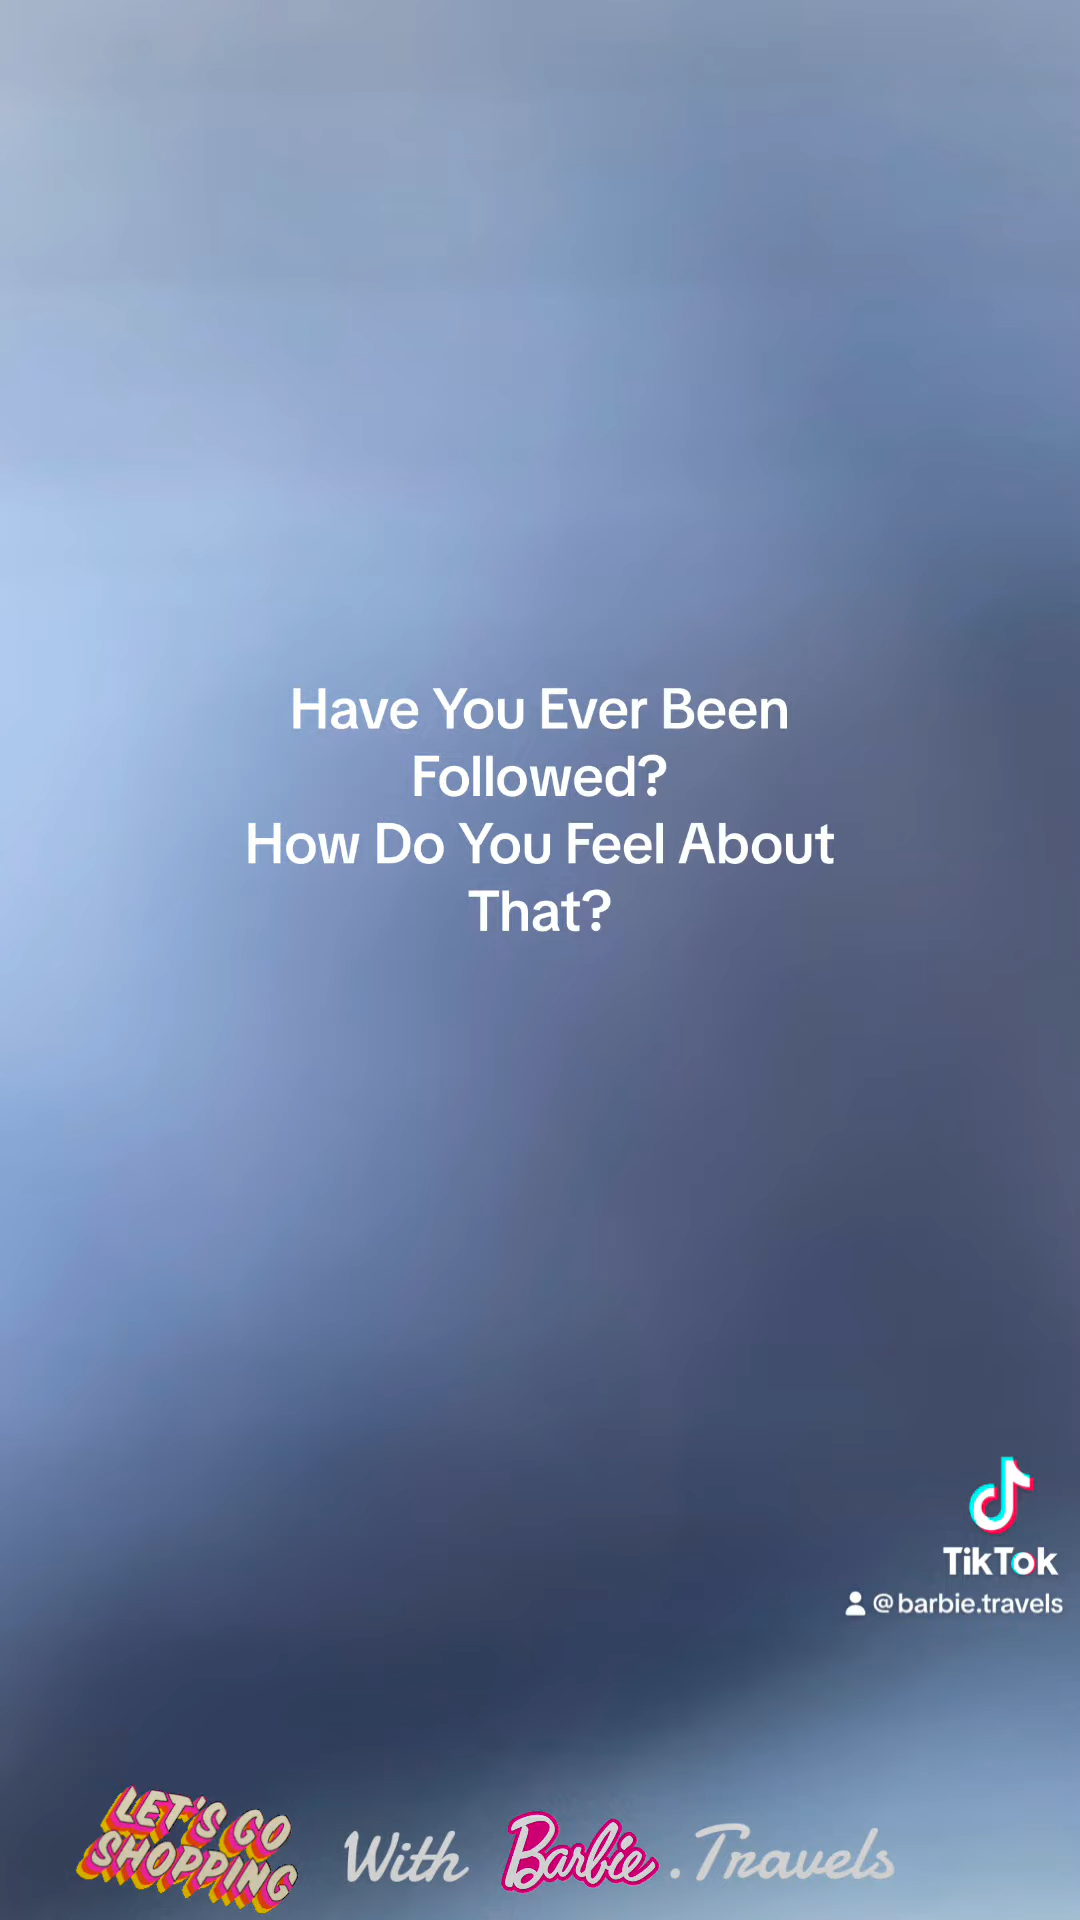 Have You Ever Been
Followed?
How Do You Feel About
That?
TikTok
@barbie.travels
LET'S GO
SHOPPING
With Barbie.Travels